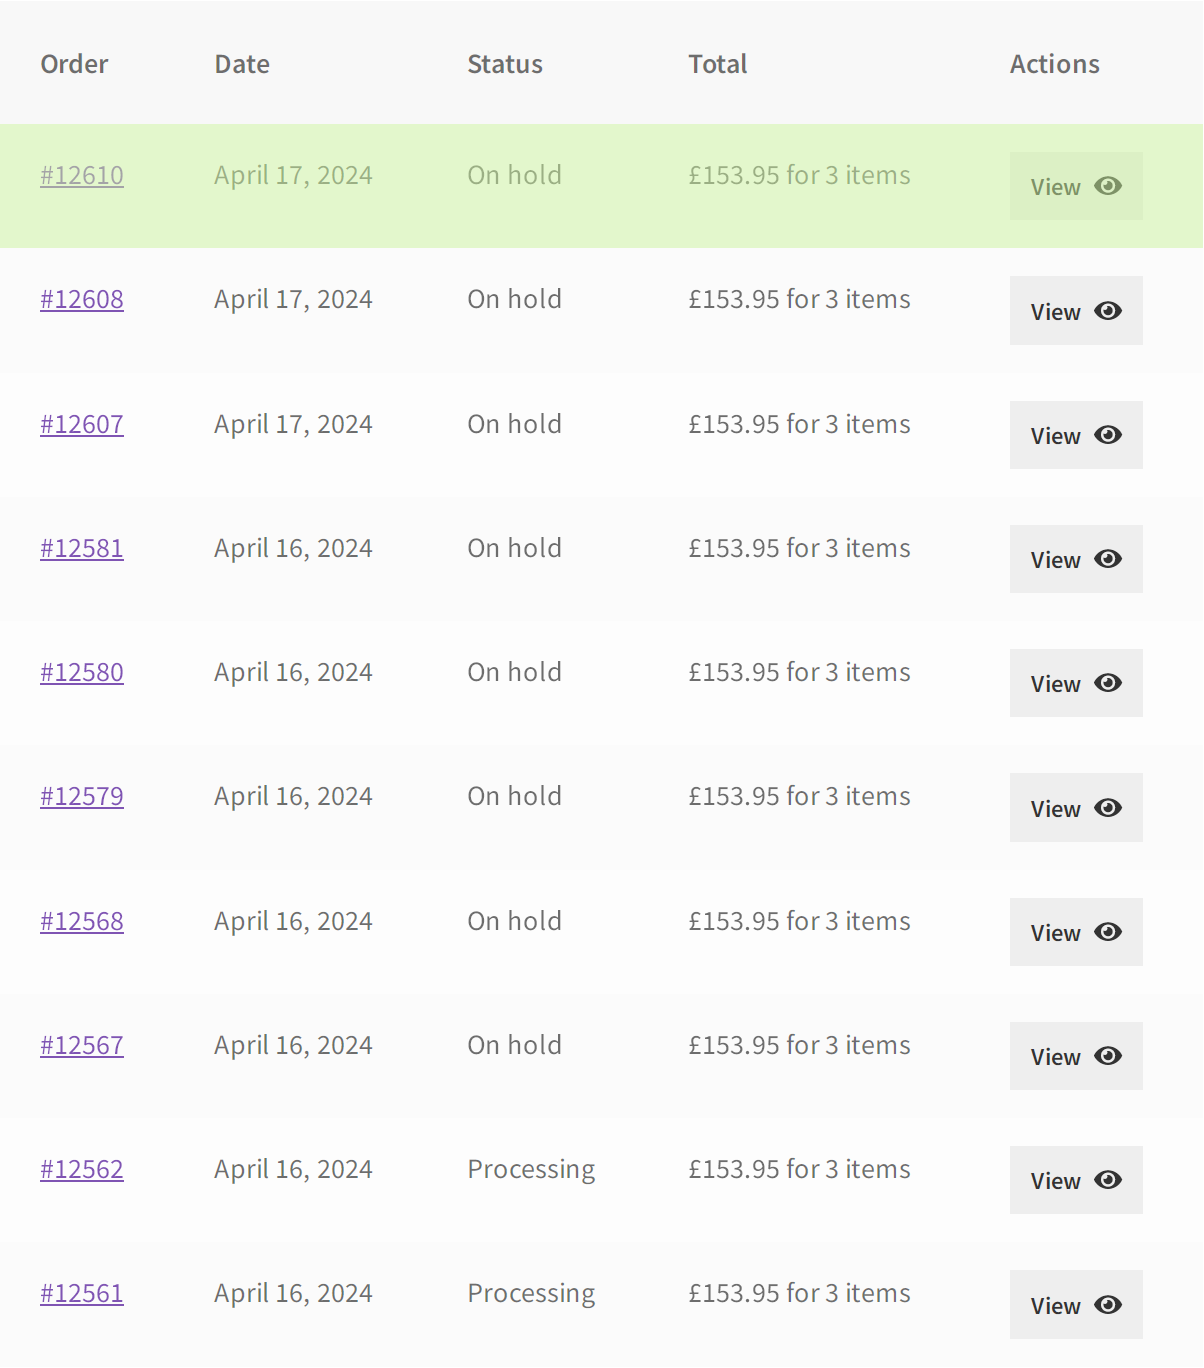 Order Date Status Total Actions
#12610 April 17, 2024 On hold £153.95 for 3 items View
#12608 April 17, 2024 On hold £153.95 for 3 items View
#12607 April 17, 2024 On hold £153.95 for 3 items View
#12581 April 16, 2024 On hold £153.95 for 3 items View
#12580 April 16, 2024 On hold £153.95 for 3 items View
#12579 April 16, 2024 On hold £153.95 for 3 items View
#12568 April 16, 2024 On hold £153.95 for 3 items View
#12567 April 16, 2024 On hold £153.95 for 3 items View
#12562 April 16, 2024 Processing £153.95 for 3 items View
#12561 April 16, 2024 Processing £153.95 for 3 items View